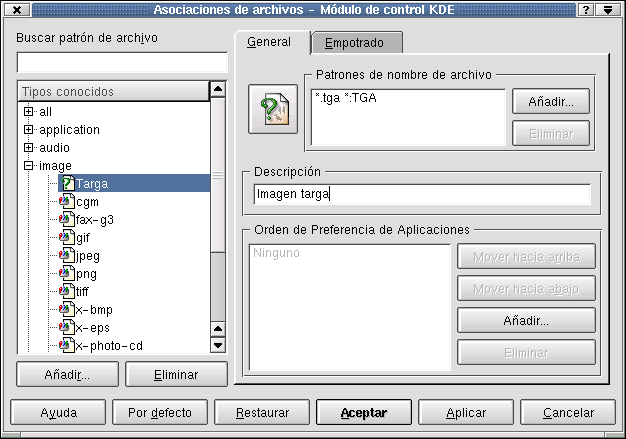 Asociaciones de archivos - Módulo de control KDE
Buscar patrón de archivo
Tipos conocidos
all
application
audio
image
Targa
cgm
fax-g3
gif
jpeg
png
tiff
x-bmp
x-eps
x-photo-cd
Añadir...
Eliminar
General
Empotrado
Patrones de nombre de archivo
*.tga *:TGA
Añadir...
Eliminar
Descripción
Imagen targa
Orden de Preferencia de Aplicaciones
Ninguno
Mover hacia arriba
Mover hacia abajo
Añadir...
Eliminar
Ayuda
Por defecto
Restaurar
Aceptar
Aplicar
Cancelar